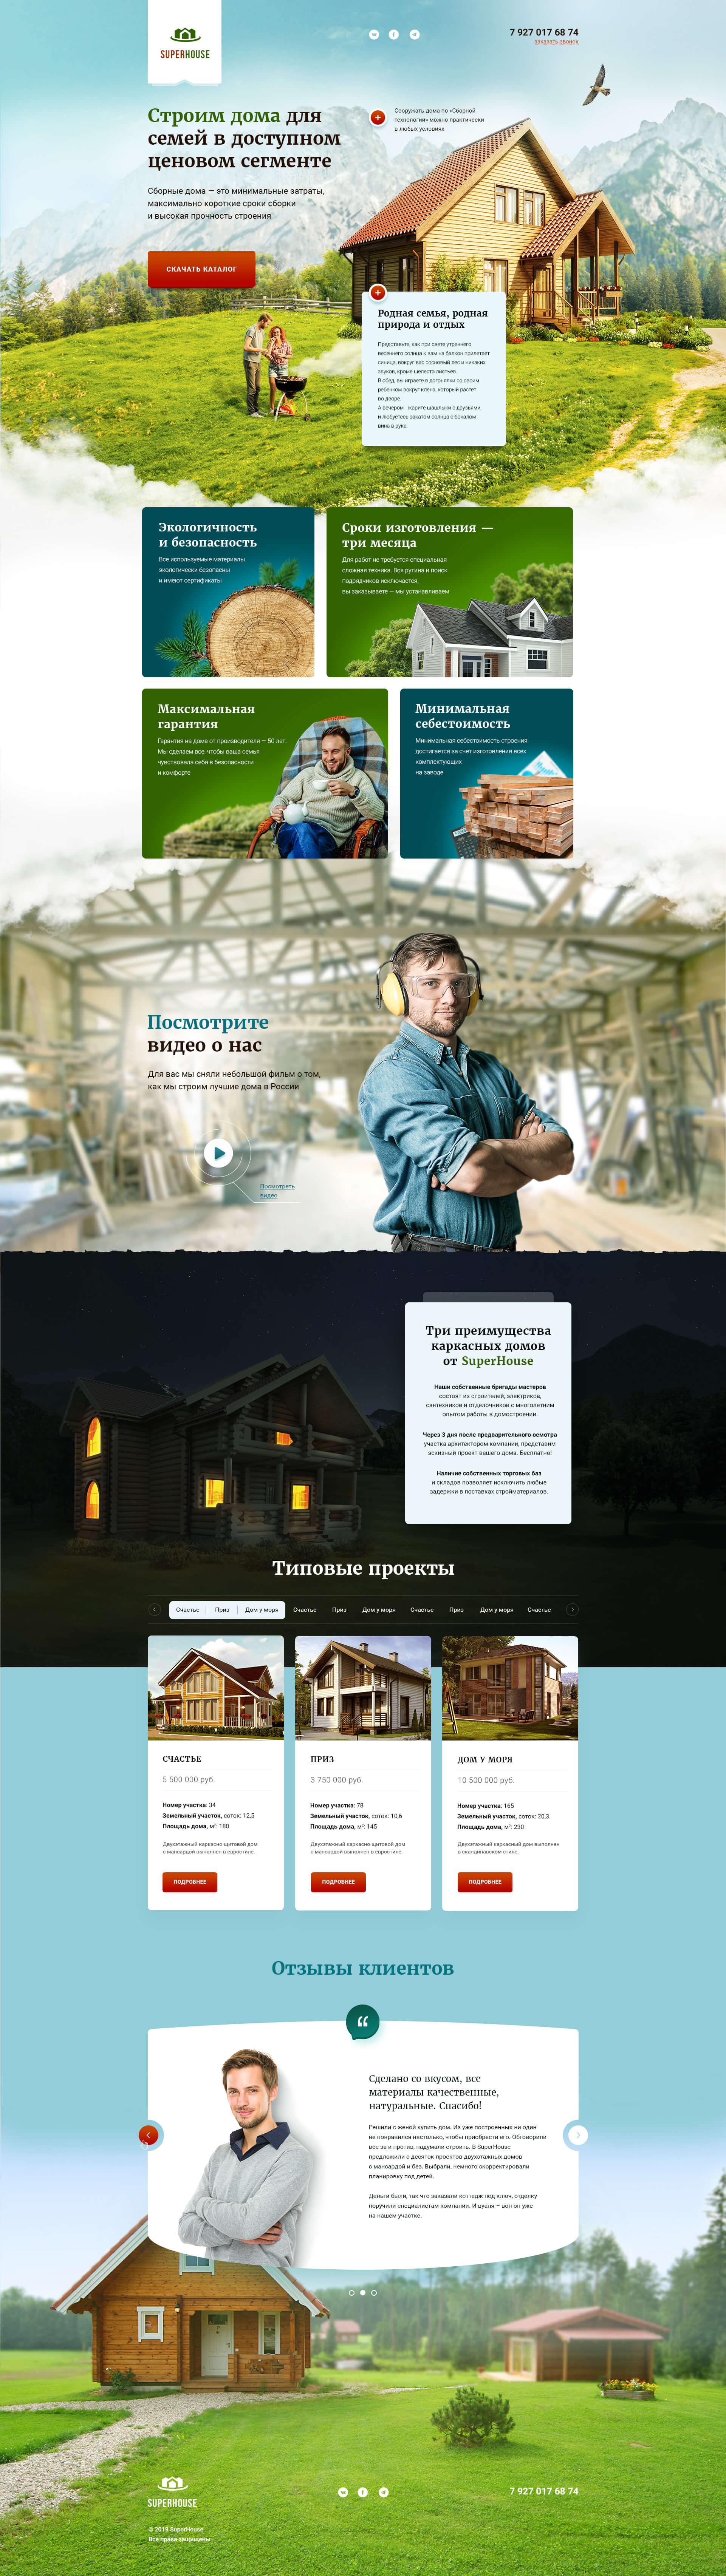 SUPERHOUSE
7 927 017 68 74
заказать звонок
Строим дома для
семей в доступном
ценовом сегменте
Сооружать дома по «Сборной
технологии» можно практически
в любых условиях
Сборные дома — это минимальные затраты,
максимально короткие сроки сборки
и высокая прочность строения
СКАЧАТЬ КАТАЛОГ
Родная семья, родная
природа и отдых
Представьте, как при свете утреннего
весеннего солнца к вам на балкон прилетает
синица, вокруг вас сосновый лес и никаких
звуков, кроме шелеста листьев.
В обед, вы играете в догонялки со своим
ребенком вокруг клена, который растет
во дворе.
А вечером жарите шашлыки с друзьями,
и любуетесь закатом солнца с бокалом
вина в руке.
Экологичность
и безопасность
Все используемые материалы
экологически безопасны
и имеют сертификаты
Сроки изготовления —
три месяца
Для работ не требуется специальная
сложная техника. Вся рутина и поиск
подрядчиков исключается,
вы заказываете — мы устанавливаем
Максимальная
гарантия
Гарантия на дома от производителя — 50 лет.
Мы сделаем все, чтобы ваша семья
чувствовала себя в безопасности
и комфорте
Минимальная
себестоимость
Минимальная себестоимость строения
достигается за счет изготовления всех
комплектующих
на заводе
Посмотрите
видео о нас
Для вас мы сняли небольшой фильм о том,
как мы строим лучшие дома в России
Посмотреть
видео
Три преимущества
каркасных домов
от SuperHouse
Наши собственные бригады мастеров
состоят из строителей, электриков,
сантехников и отделочников с многолетним
опытом работы в домостроении.
Через 3 дня после предварительного осмотра
участка архитектором компании, представим
эскизный проект вашего дома. Бесплатно!
Наличие собственных торговых баз
и складов позволяет исключить любые
задержки в поставках стройматериалов.
Типовые проекты
Счастье Приз Дом у моря Счастье Приз Дом у моря Счастье Приз Дом у моря Счастье
СЧАСТЬЕ
5 500 000 руб.
Номер участка: 34
Земельный участок, соток: 12,5
Площадь дома, м²: 180
Двухэтажный каркасно-щитовой дом
с мансардой выполнен в евростиле.
ПОДРОБНЕЕ
ПРИЗ
3 750 000 руб.
Номер участка: 78
Земельный участок, соток: 10,6
Площадь дома, м²: 145
Двухэтажный каркасно-щитовой дом
с мансардой выполнен в евростиле.
ПОДРОБНЕЕ
ДОМ У МОРЯ
10 500 000 руб.
Номер участка: 165
Земельный участок, соток: 20,3
Площадь дома, м²: 230
Двухэтажный каркасный дом выполнен
в скандинавском стиле.
ПОДРОБНЕЕ
Отзывы клиентов
Сделано со вкусом, все
материалы качественные,
натуральные. Спасибо!
Решили с женой купить дом. Из уже построенных ни один
не понравился настолько, чтобы приобрести его. Обговорили
все за и против, надумали строить. В SuperHouse
предложили с десяток проектов двухэтажных домов
с мансардой и без. Выбрали, немного скорректировали
планировку под детей.
Деньги были, так что заказали коттедж под ключ, отделку
поручили специалистам компании. И вуаля – вон он уже
на нашем участке.
SUPERHOUSE
7 927 017 68 74
© 2019 SuperHouse
Все права защищены